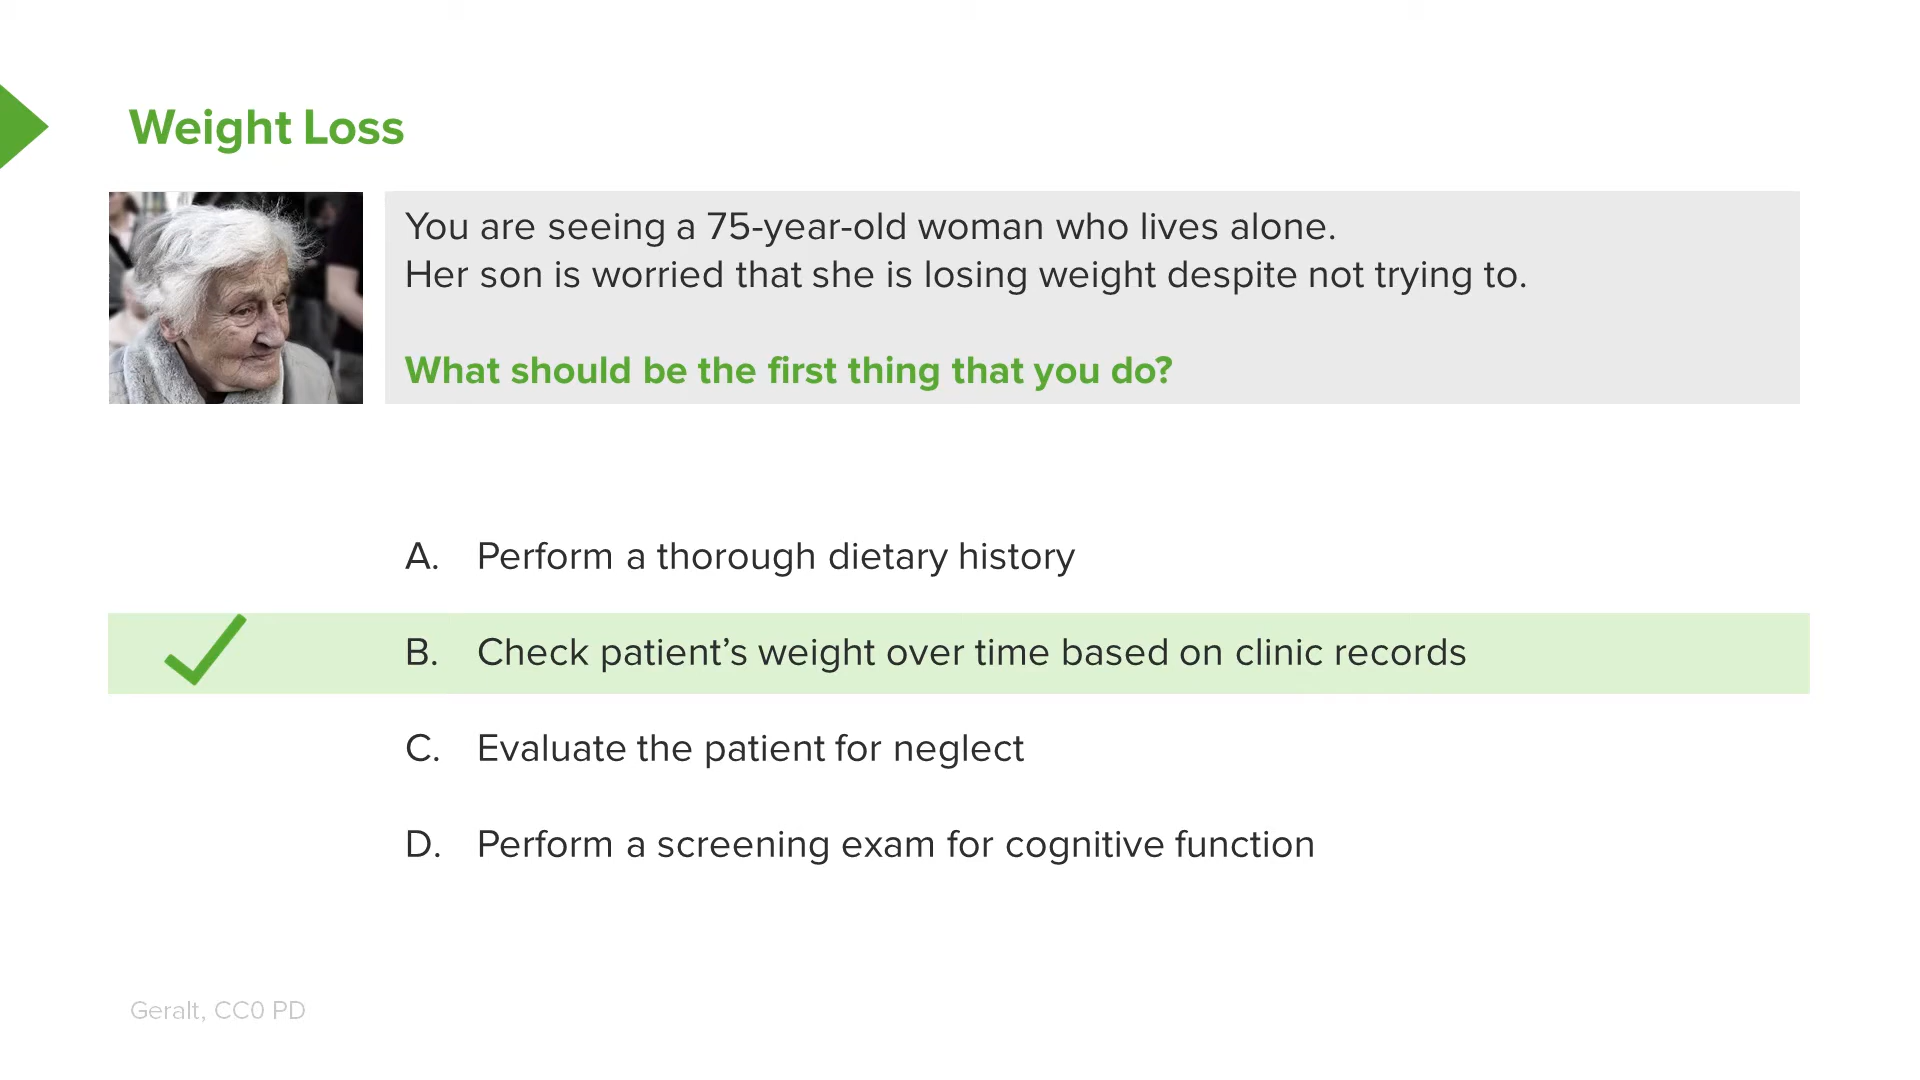 Weight Loss
You are seeing a 75-year-old woman who lives alone.
Her son is worried that she is losing weight despite not trying to.
What should be the first thing that you do?
A. Perform a thorough dietary history
B. Check patient’s weight over time based on clinic records
C. Evaluate the patient for neglect
D. Perform a screening exam for cognitive function
Geralt, CC0 PD